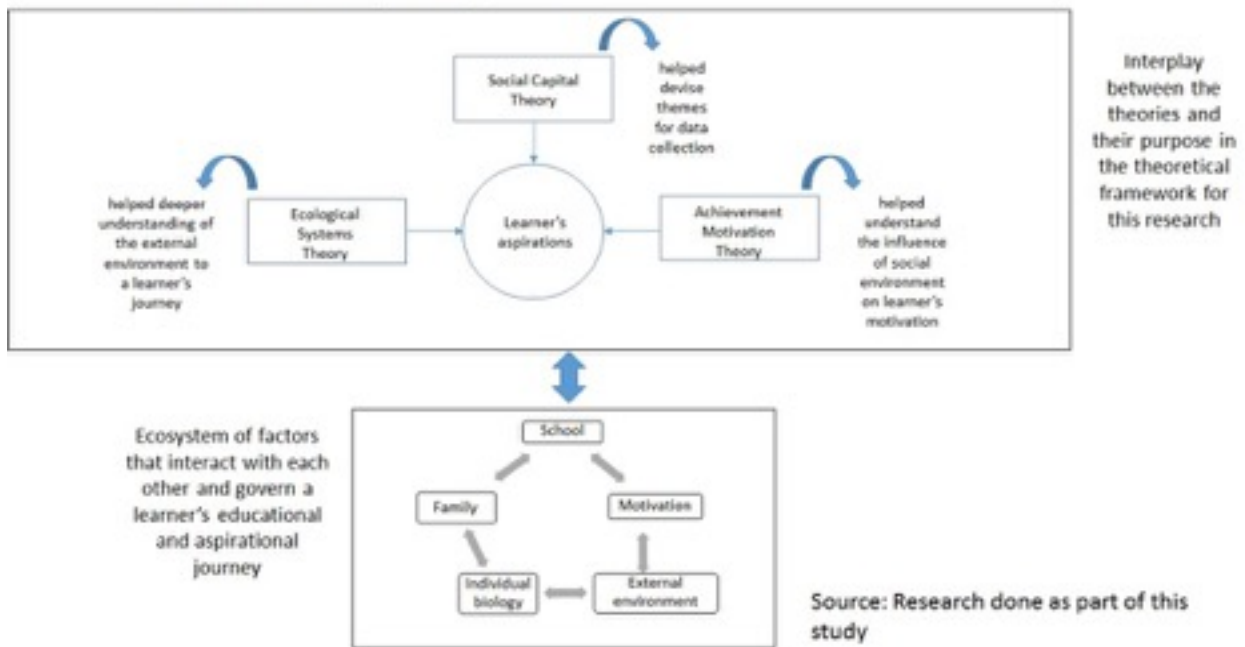 Social Capital
Theory
helped
devise
themes
for data
collection
Interplay
between the
theories and
their purpose in
the theoretical
framework for
this research
helped deeper
understanding of
the external
environment to
a learner's
journey
Ecological
Systems
Theory
Learner's
aspirations
Achievement
Motivation
Theory
helped
understand
the influence
of social
environment
on learner's
motivation
Ecosystem of factors
that interact with each
other and govern a
learner's educational
and aspirational
journey
School
Family
Motivation
Individual
biology
External
environment
Source: Research done as part of this
study